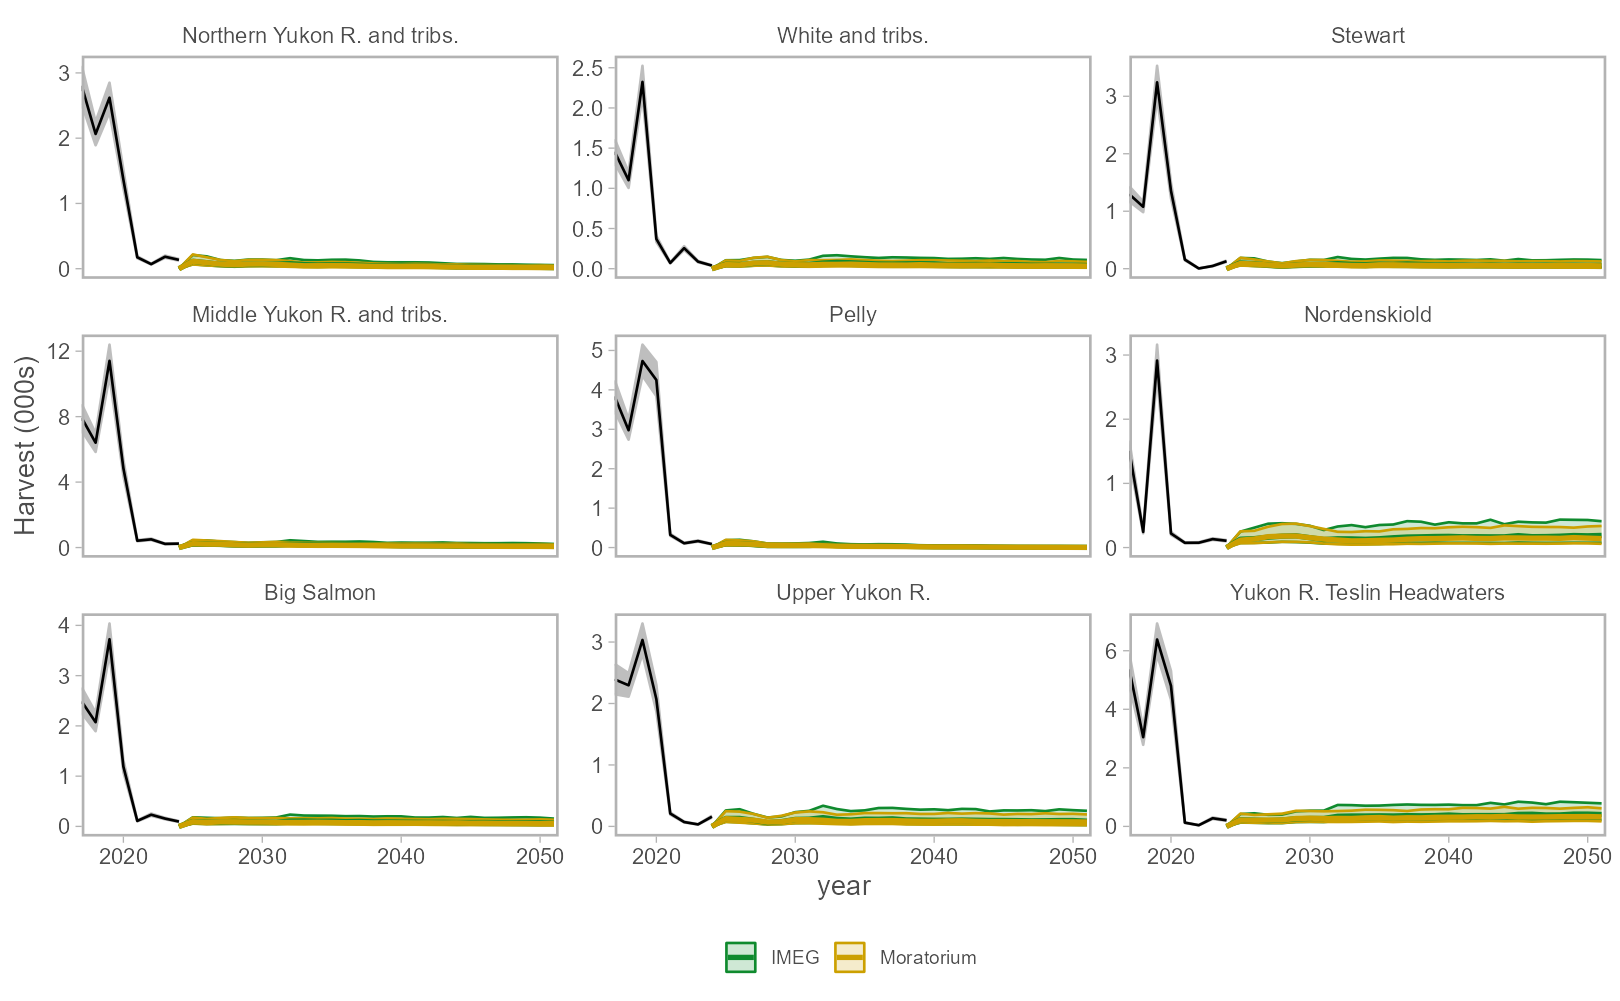 Northern Yukon R. and tribs.
White and tribs.
Stewart
3
2
1
0
2.5
2.0
1.5
1.0
0.5
0.0
3
2
1
0
Middle Yukon R. and tribs.
Pelly
Nordenskiold
Harvest (000s)
12
8
4
0
5
4
3
2
1
0
3
2
1
0
Big Salmon
Upper Yukon R.
Yukon R. Teslin Headwaters
4
3
2
1
0
3
2
1
0
6
4
2
0
2020 2030 2040 2050
2020 2030 2040 2050
2020 2030 2040 2050
year
IMEG Moratorium